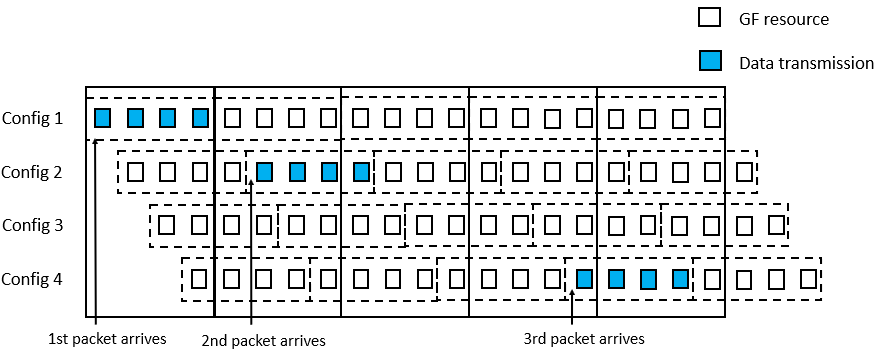 GF resource
Data transmission
Config 1
Config 2
Config 3
Config 4
1st packet arrives
2nd packet arrives
3rd packet arrives